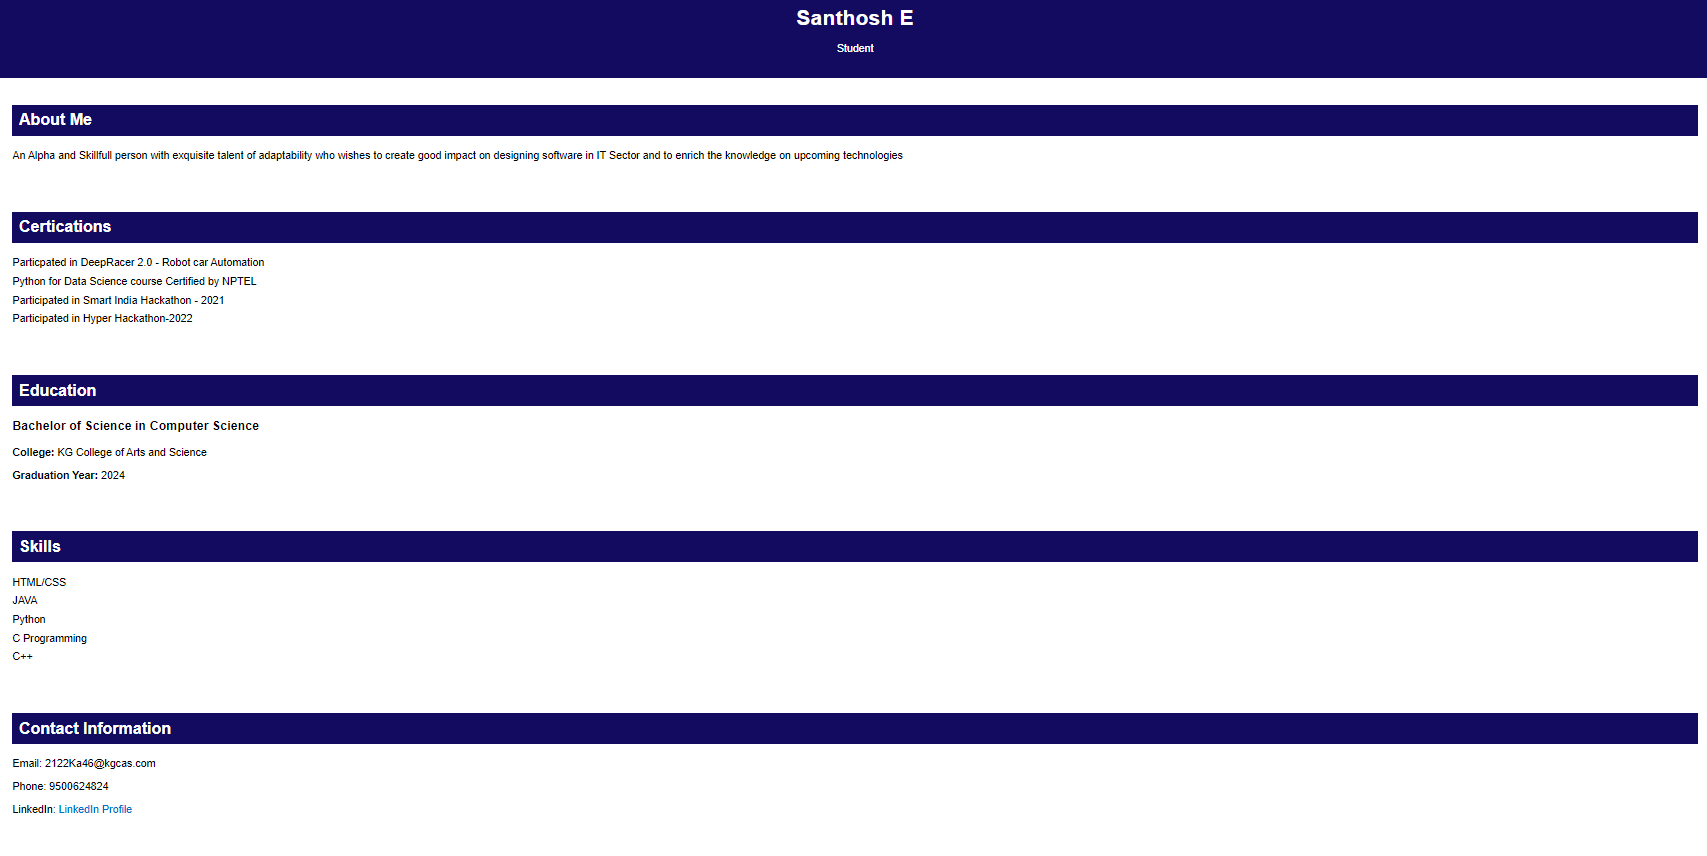 Santhosh E
Student
About Me
An Alpha and Skillfull person with exquisite talent of adaptability who wishes to create good impact on designing software in IT Sector and to enrich the knowledge on upcoming technologies
Certications
Particpated in DeepRacer 2.0 - Robot car Automation
Python for Data Science course Certified by NPTEL
Participated in Smart India Hackathon - 2021
Participated in Hyper Hackathon-2022
Education
Bachelor of Science in Computer Science
College: KG College of Arts and Science
Graduation Year: 2024
Skills
HTML/CSS
JAVA
Python
C Programming
C++
Contact Information
Email: 2122Ka46@kgcas.com
Phone: 9500624824
LinkedIn: LinkedIn Profile